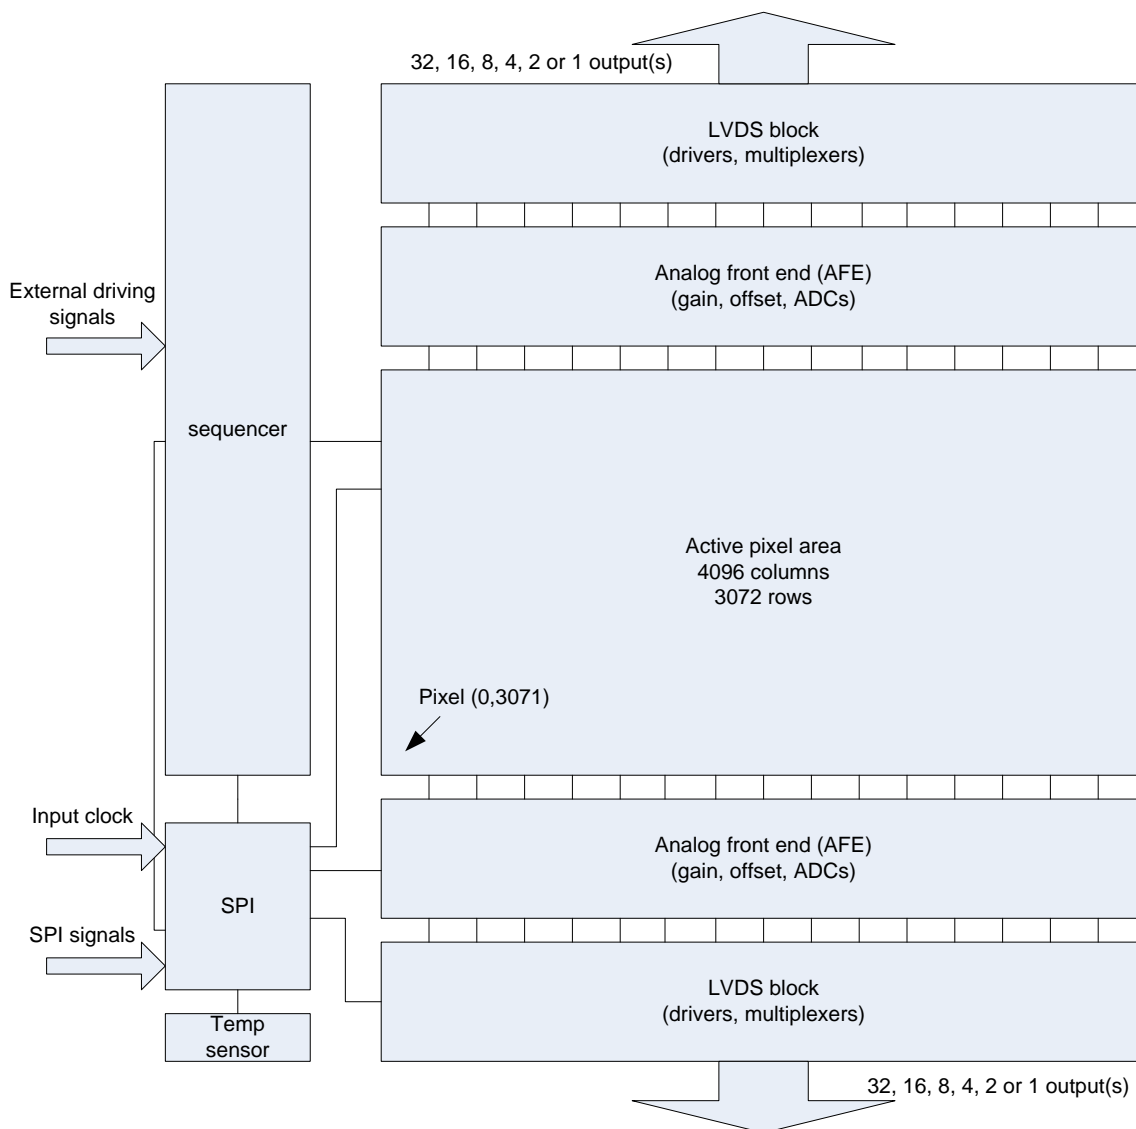 32, 16, 8, 4, 2 or 1 output(s)
LVDS block
(drivers, multiplexers)
Analog front end (AFE)
(gain, offset, ADCs)
External driving
signals
sequencer
Active pixel area
4096 columns
3072 rows
Pixel (0,3071)
Input clock
Analog front end (AFE)
(gain, offset, ADCs)
SPI
SPI signals
LVDS block
(drivers, multiplexers)
Temp
sensor
32, 16, 8, 4, 2 or 1 output(s)